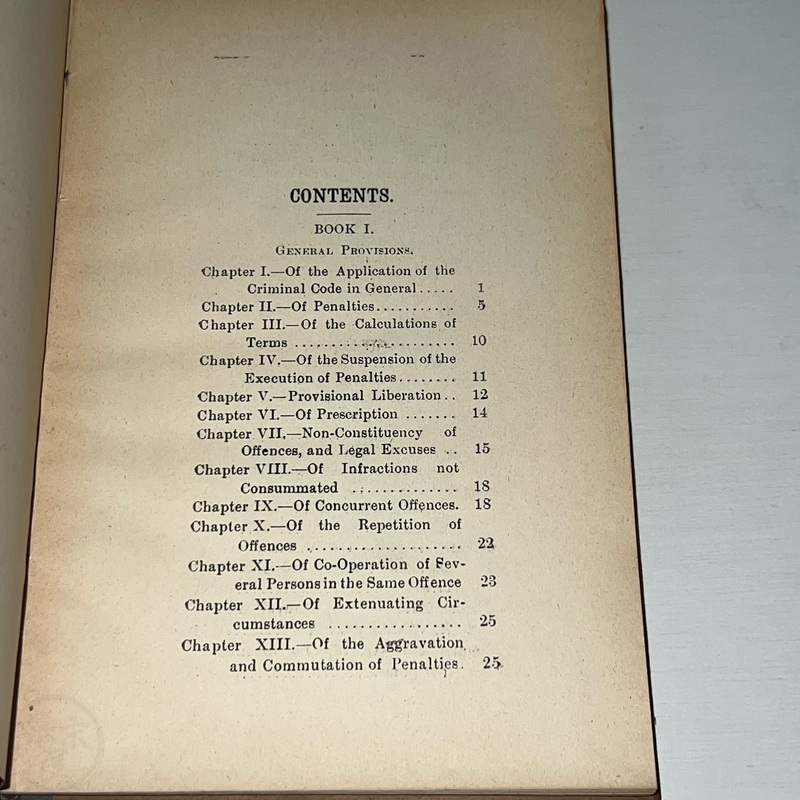 CONTENTS.
BOOK I.
GENERAL PROVISIONS.
Chapter I.—Of the Application of the
Criminal Code in General..... 1
Chapter II.—Of Penalties........... 5
Chapter III.—Of the Calculations of
Terms ....................... 10
Chapter IV.—Of the Suspension of the
Execution of Penalties........ 11
Chapter V.—Provisional Liberation.. 12
Chapter VI.—Of Prescription ....... 14
Chapter VII.—Non-Constituency of
Offences, and Legal Excuses .. 15
Chapter VIII.—Of Infractions not
Consummated .............. 18
Chapter IX.—Of Concurrent Offences. 18
Chapter X.—Of the Repetition of
Offences ..................... 22
Chapter XI.—Of Co-Operation of Sev-
eral Persons in the Same Offence 23
Chapter XII.—Of Extenuating Cir-
cumstances ................. 25
Chapter XIII.—Of the Aggravation
and Commutation of Penalties. 25